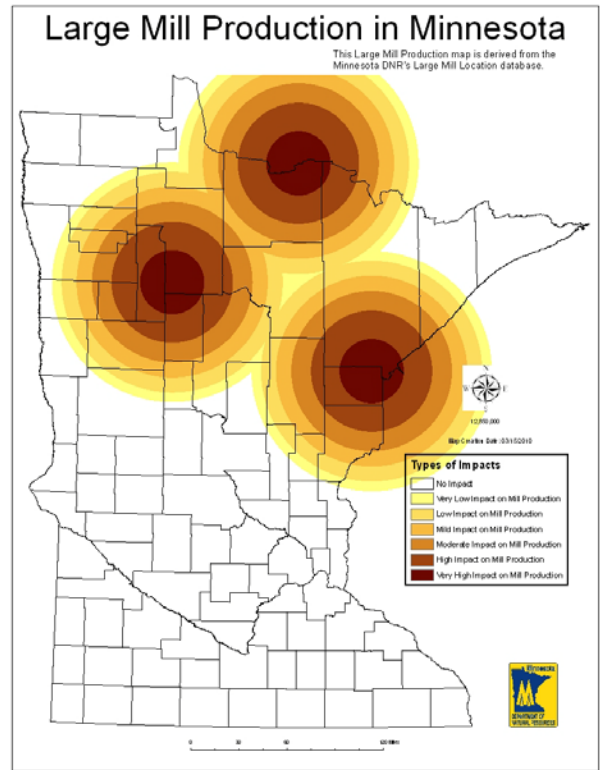 Large Mill Production in Minnesota
This Large Mill Production map is derived from the
Minnesota DNR's Large Mill Location database.
N
W
E
S
Types of Impacts
No Impact
Very Low Impact on Mill Production
Low Impact on Mill Production
Mild Impact on Mill Production
Moderate Impact on Mill Production
High Impact on Mill Production
Very High Impact on Mill Production
Minnesota
DEPARTMENT OF
NATURAL RESOURCES
0 30 60 120 Miles